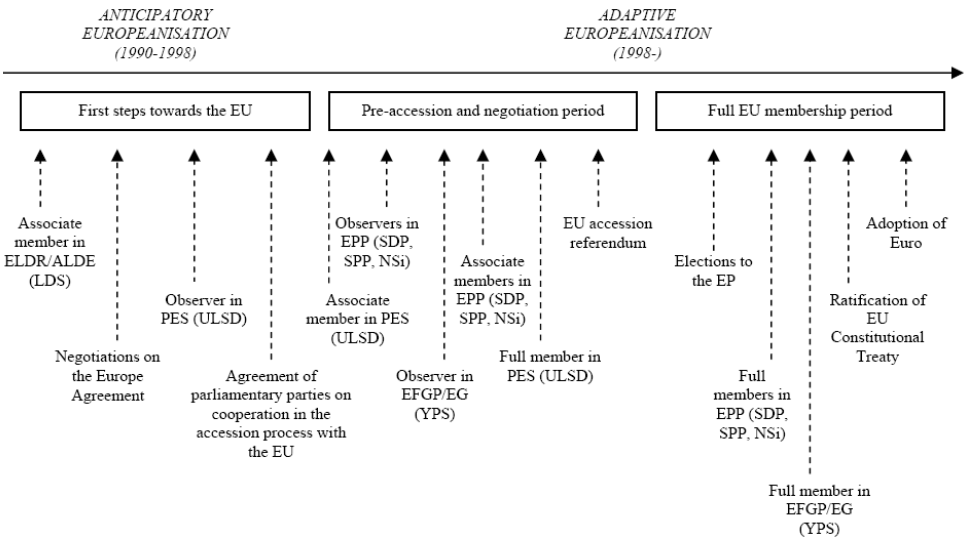 ANTICIPATORY
EUROPEANISATION
(1990-1998)
ADAPTIVE
EUROPEANISATION
(1998-)
First steps towards the EU
Pre-accession and negotiation period
Full EU membership period
Associate
member in
ELDR/ALDE
(LDS)
Negotiations on
the Europe
Agreement
Observer in
PES (ULSD)
Agreement of
parliamentary parties on
cooperation in the
accession process with
the EU
Associate
member in PES
(ULSD)
Observers in
EPP (SDP,
SPP, NSi)
Observer in
EFGP/EG
(YPS)
Associate
members in
EPP (SDP,
SPP, NSi)
Full member in
PES (ULSD)
EU accession
referendum
Elections to
the EP
Full
members in
EPP (SDP,
SPP, NSi)
Full member in
EFGP/EG
(YPS)
Ratification of
EU
Constitutional
Treaty
Adoption of
Euro